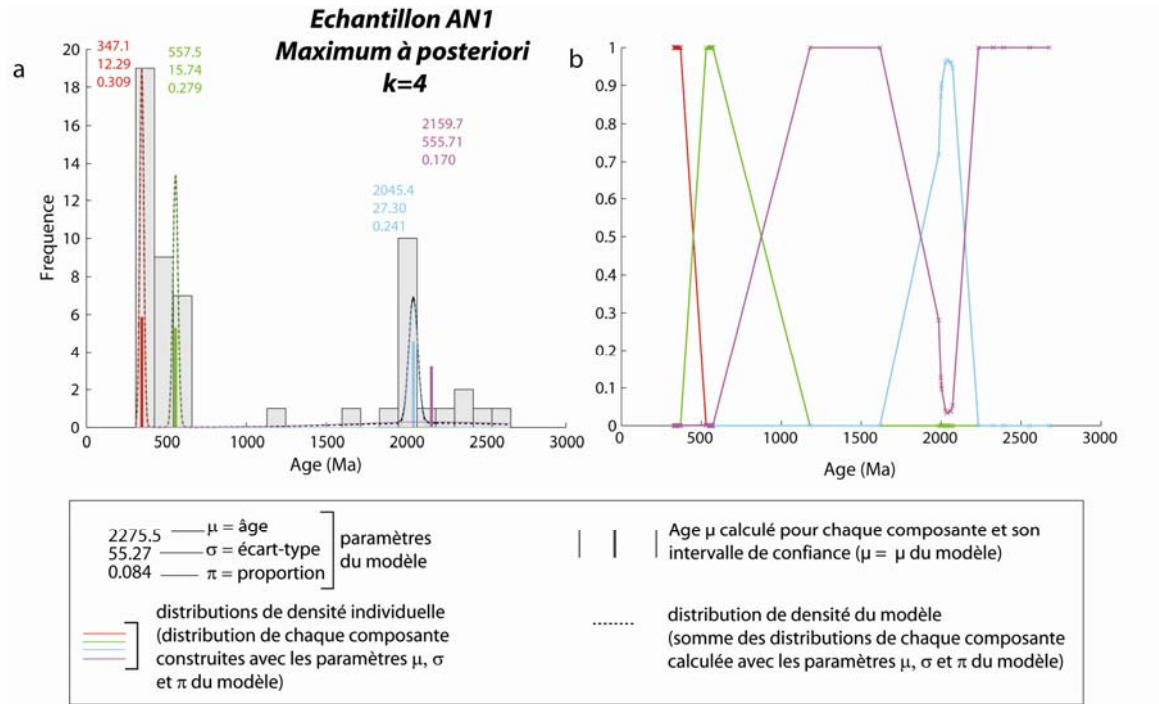 Echantillon AN1
Maximum à posteriori
k=4
a
347.1
12.29
0.309
557.5
15.74
0.279
2159.7
555.71
0.170
2045.4
27.30
0.241
Frequence
20
18
16
14
12
10
8
6
4
2
0
0 500 1000 1500 2000 2500 3000
Age (Ma)
b
1
0.9
0.8
0.7
0.6
0.5
0.4
0.3
0.2
0.1
0
0 500 1000 1500 2000 2500 3000
Age (Ma)
2275.5 μ = âge
55.27 σ = écart-type
0.084 π = proportion
paramètres
du modèle
distributions de densité individuelle
(distribution de chaque composante
construites avec les paramètres μ, σ
et π du modèle)
Age μ calculé pour chaque composante et son
intervalle de confiance (μ = μ du modèle)
distribution de densité du modèle
(somme des distributions de chaque composante
calculée avec les paramètres μ, σ et π du modèle)